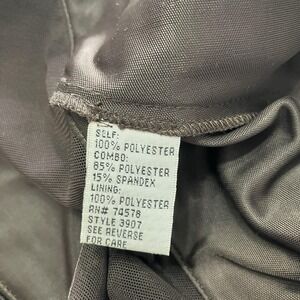 SELF:
100% POLYESTER
COMBO:
85% POLYESTER
15% SPANDEX
LINING:
100% POLYESTER
RN# 74578
STYLE 3907
SEE REVERSE
FOR CARE